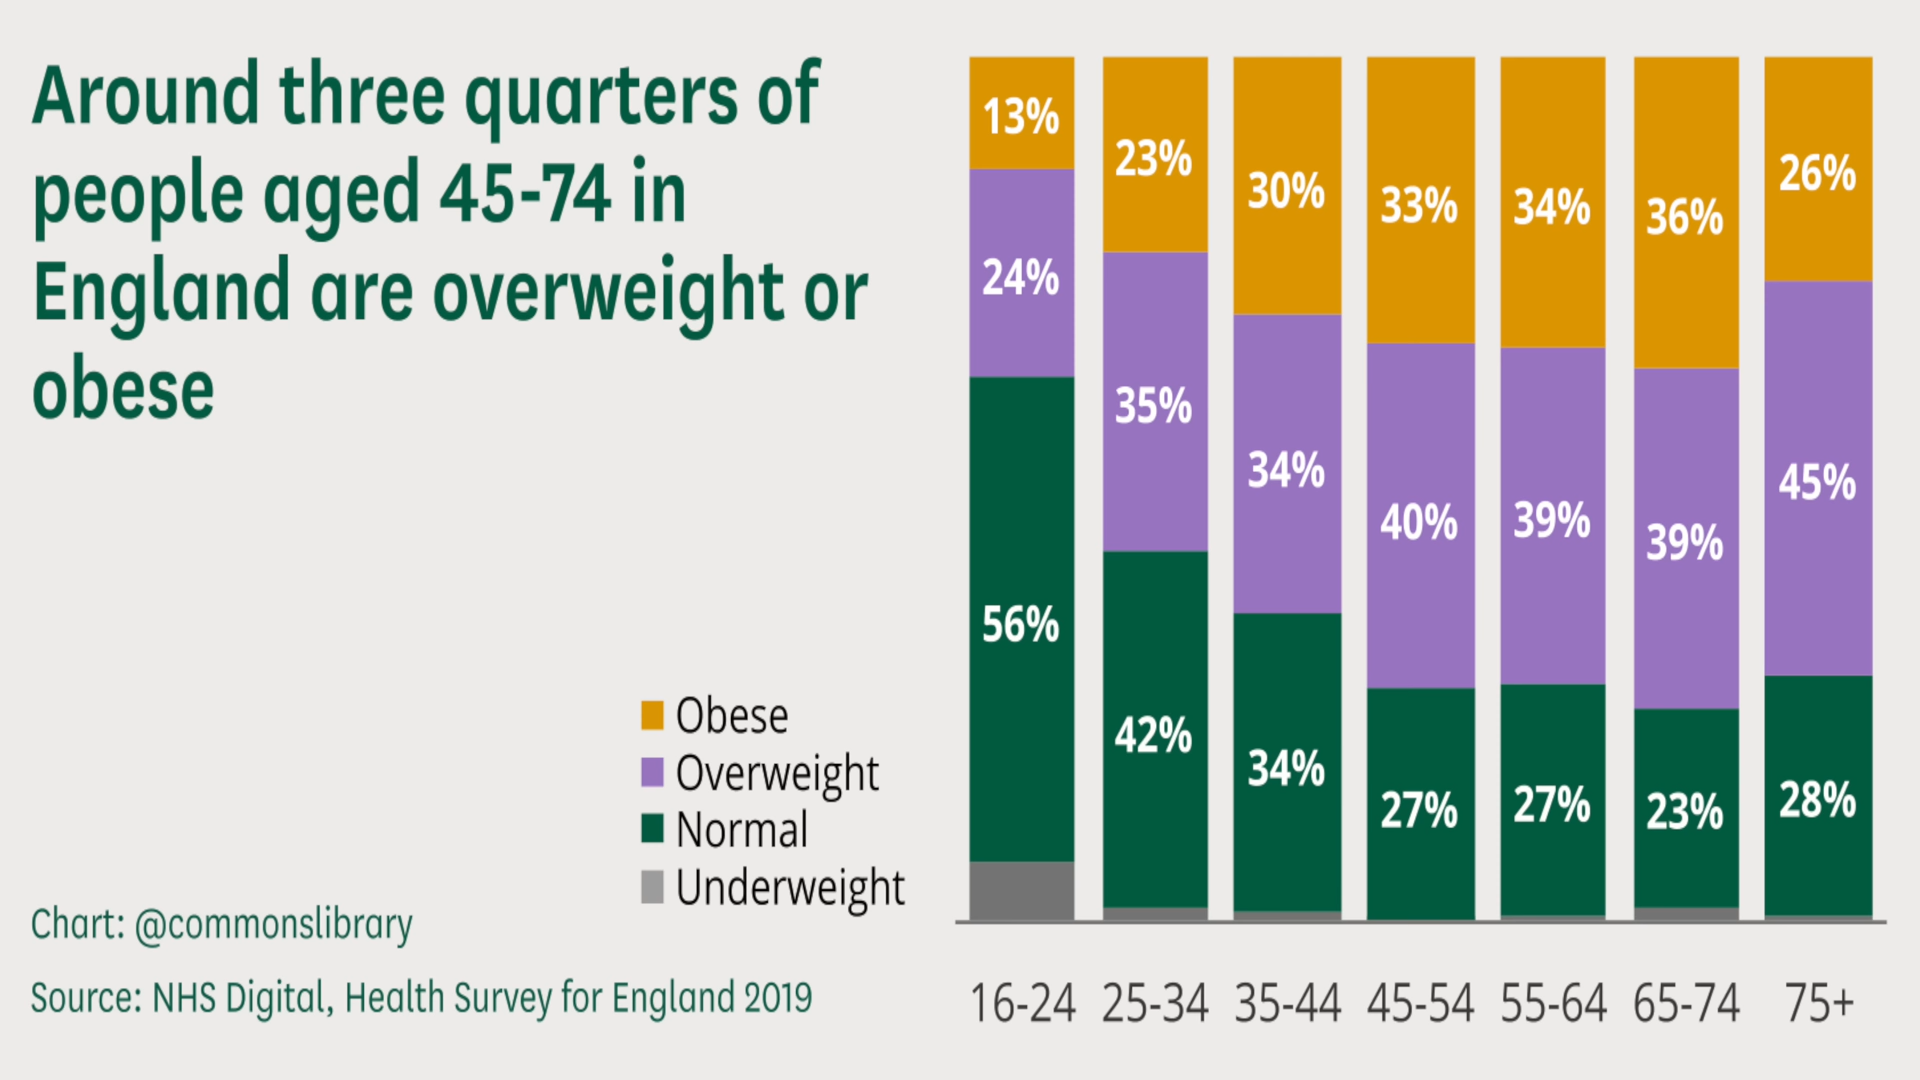 Around three quarters of
people aged 45-74 in
England are overweight or
obese
13%
23%
30%
33%
34%
36%
26%
24%
35%
34%
40%
39%
39%
45%
56%
42%
34%
27%
27%
23%
28%
Obese
Overweight
Normal
Underweight
16-24 25-34 35-44 45-54 55-64 65-74 75+
Chart: @commonslibrary
Source: NHS Digital, Health Survey for England 2019